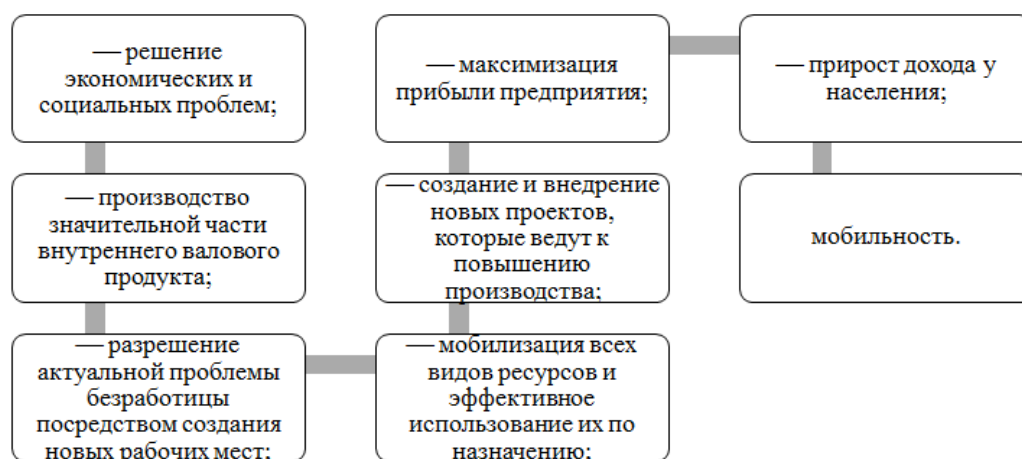 — решение
экономических и
социальных проблем;
— производство
значительной части
внутреннего валового
продукта;
— разрешение
актуальной проблемы
безработицы
посредством создания
новых рабочих мест;
— мобилизация всех
видов ресурсов и
эффективное
использование их по
назначению;
— создание и внедрение
новых проектов,
которые ведут к
повышению
производства;
— максимизация
прибыли предприятия;
— прирост дохода у
населения;
мобильность.